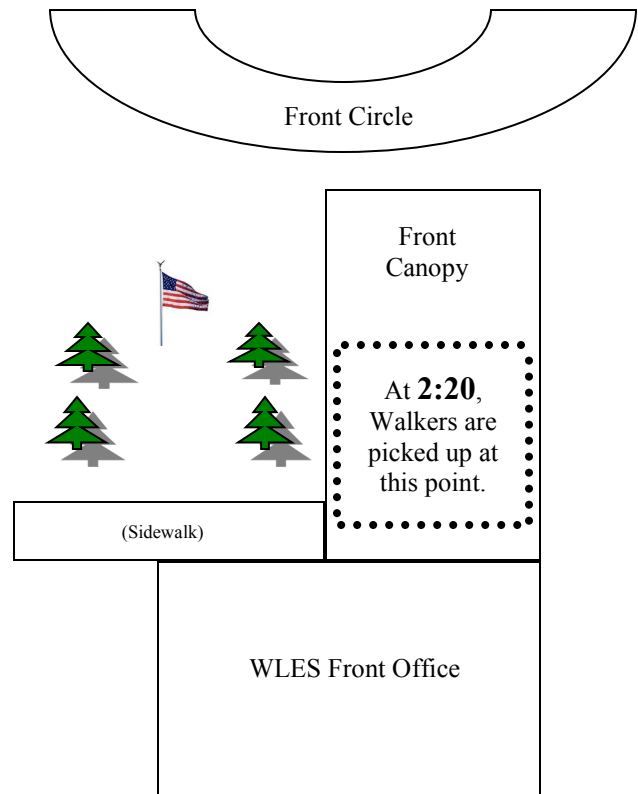 Front Circle
Front
Canopy
At 2:20,
Walkers are
picked up at
this point.
(Sidewalk)
WLES Front Office